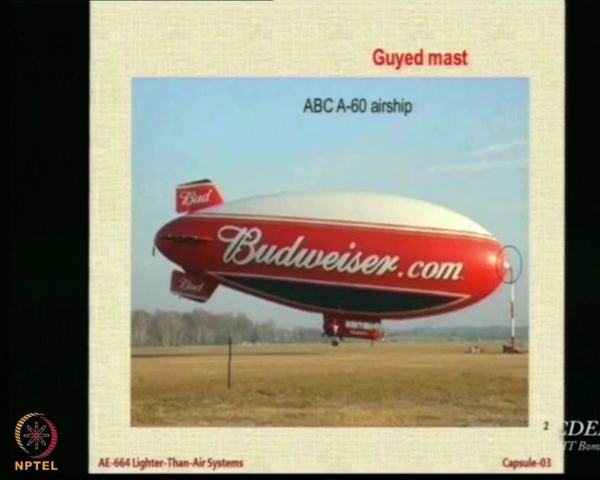 Guyed mast
ABC A-60 airship
Bud
Budweiser.com
Bud
2
NPTEL
AE-664 Lighter-Than-Air Systems
Capsule-03